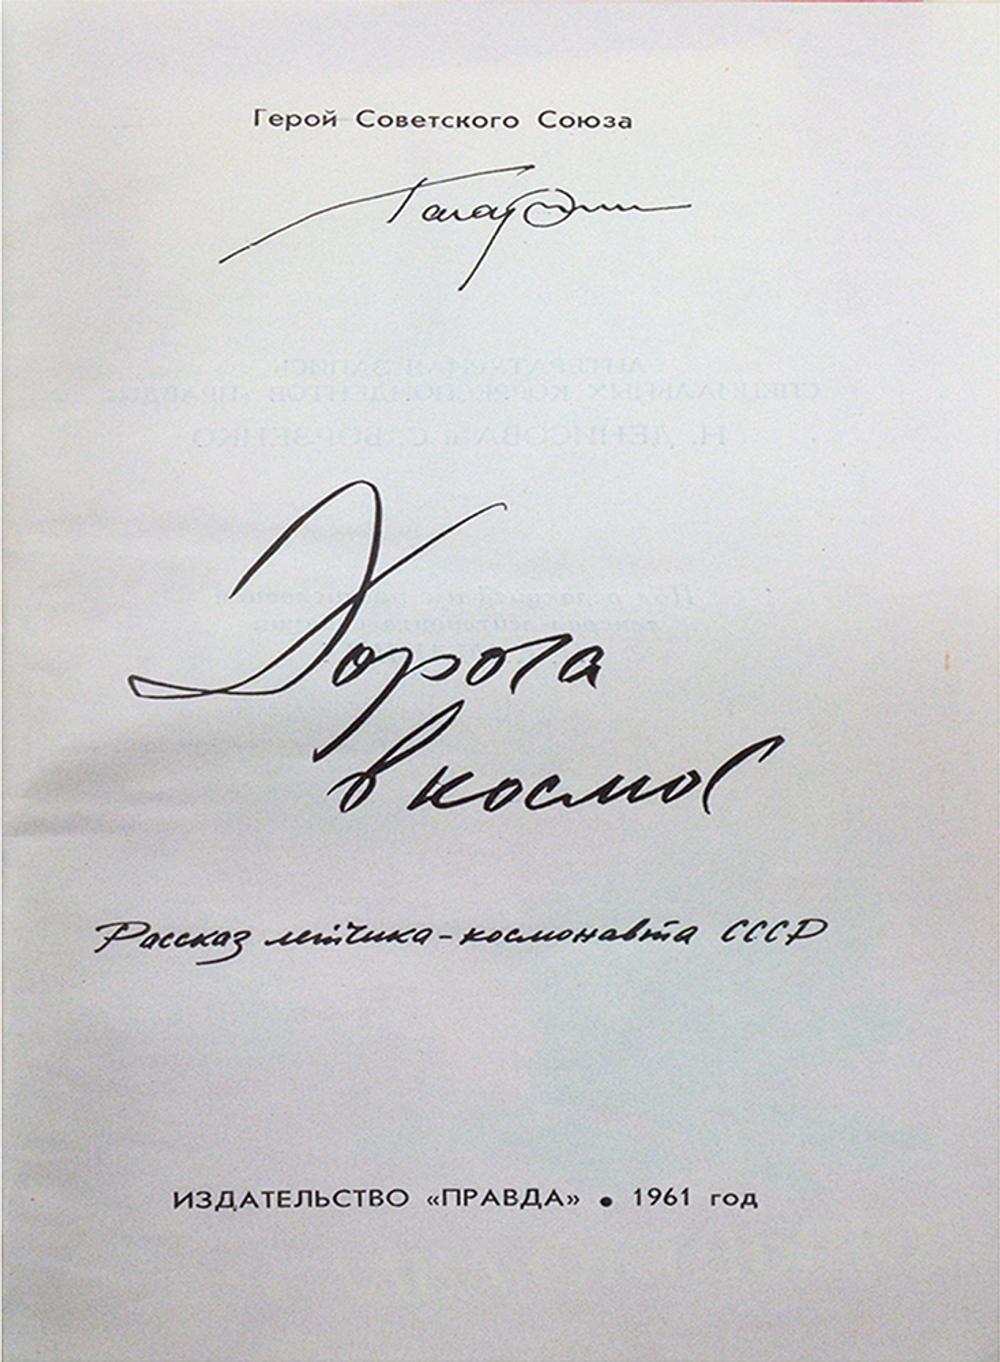 Герой Советского Союза
Гагарин
Дорога
в космос
Рассказ летчика-космонавта СССР
ИЗДАТЕЛЬСТВО «ПРАВДА» • 1961 год